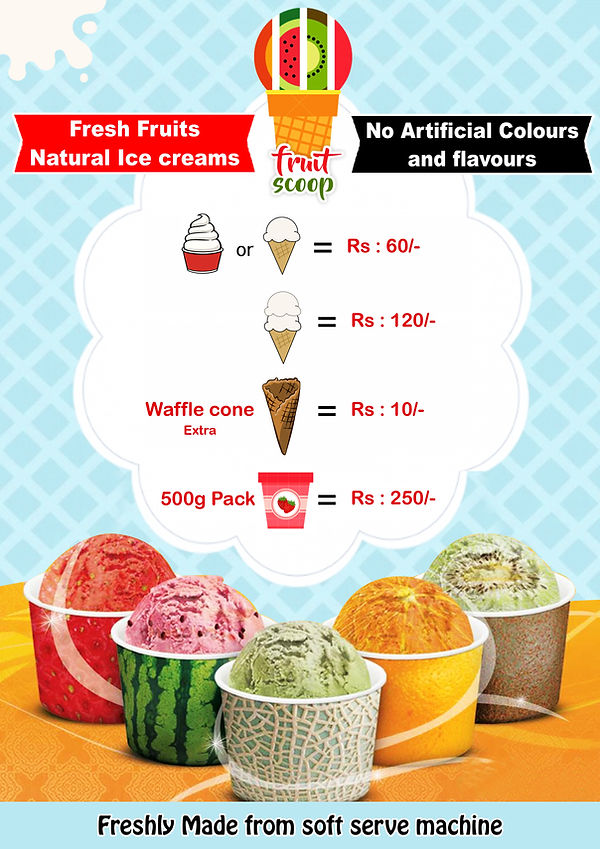 Fresh Fruits
Natural Ice creams
No Artificial Colours
and flavours
fruit
scoop
or = Rs : 60/-
= Rs : 120/-
Waffle cone = Rs : 10/-
Extra
500g Pack = Rs : 250/-
Freshly Made from soft serve machine